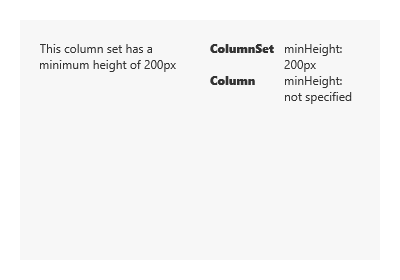 This column set has a
minimum height of 200px
ColumnSet minHeight:
200px
Column minHeight:
not specified